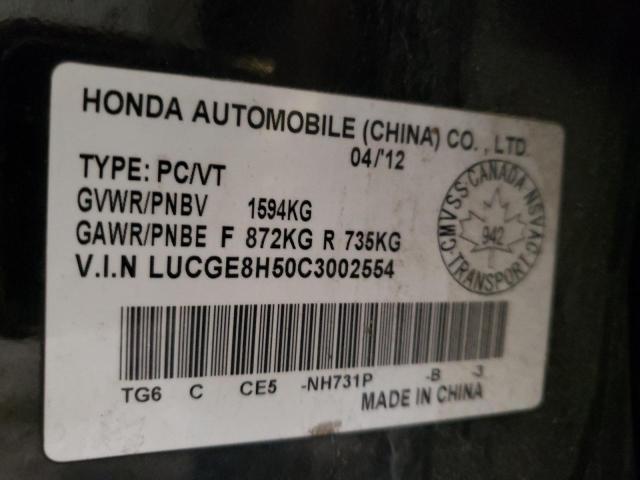 HONDA AUTOMOBILE (CHINA) CO., LTD
04/'12
TYPE: PC/VT
GVWR/PNBV 1594KG
GAWR/PNBE F 872KG R 735KG
V.I.N LUCGE8H50C3002554
CMVSS CANADA NSVAC
942
TRANSPORT
TG6 C CE5 -NH731P -B -3
MADE IN CHINA